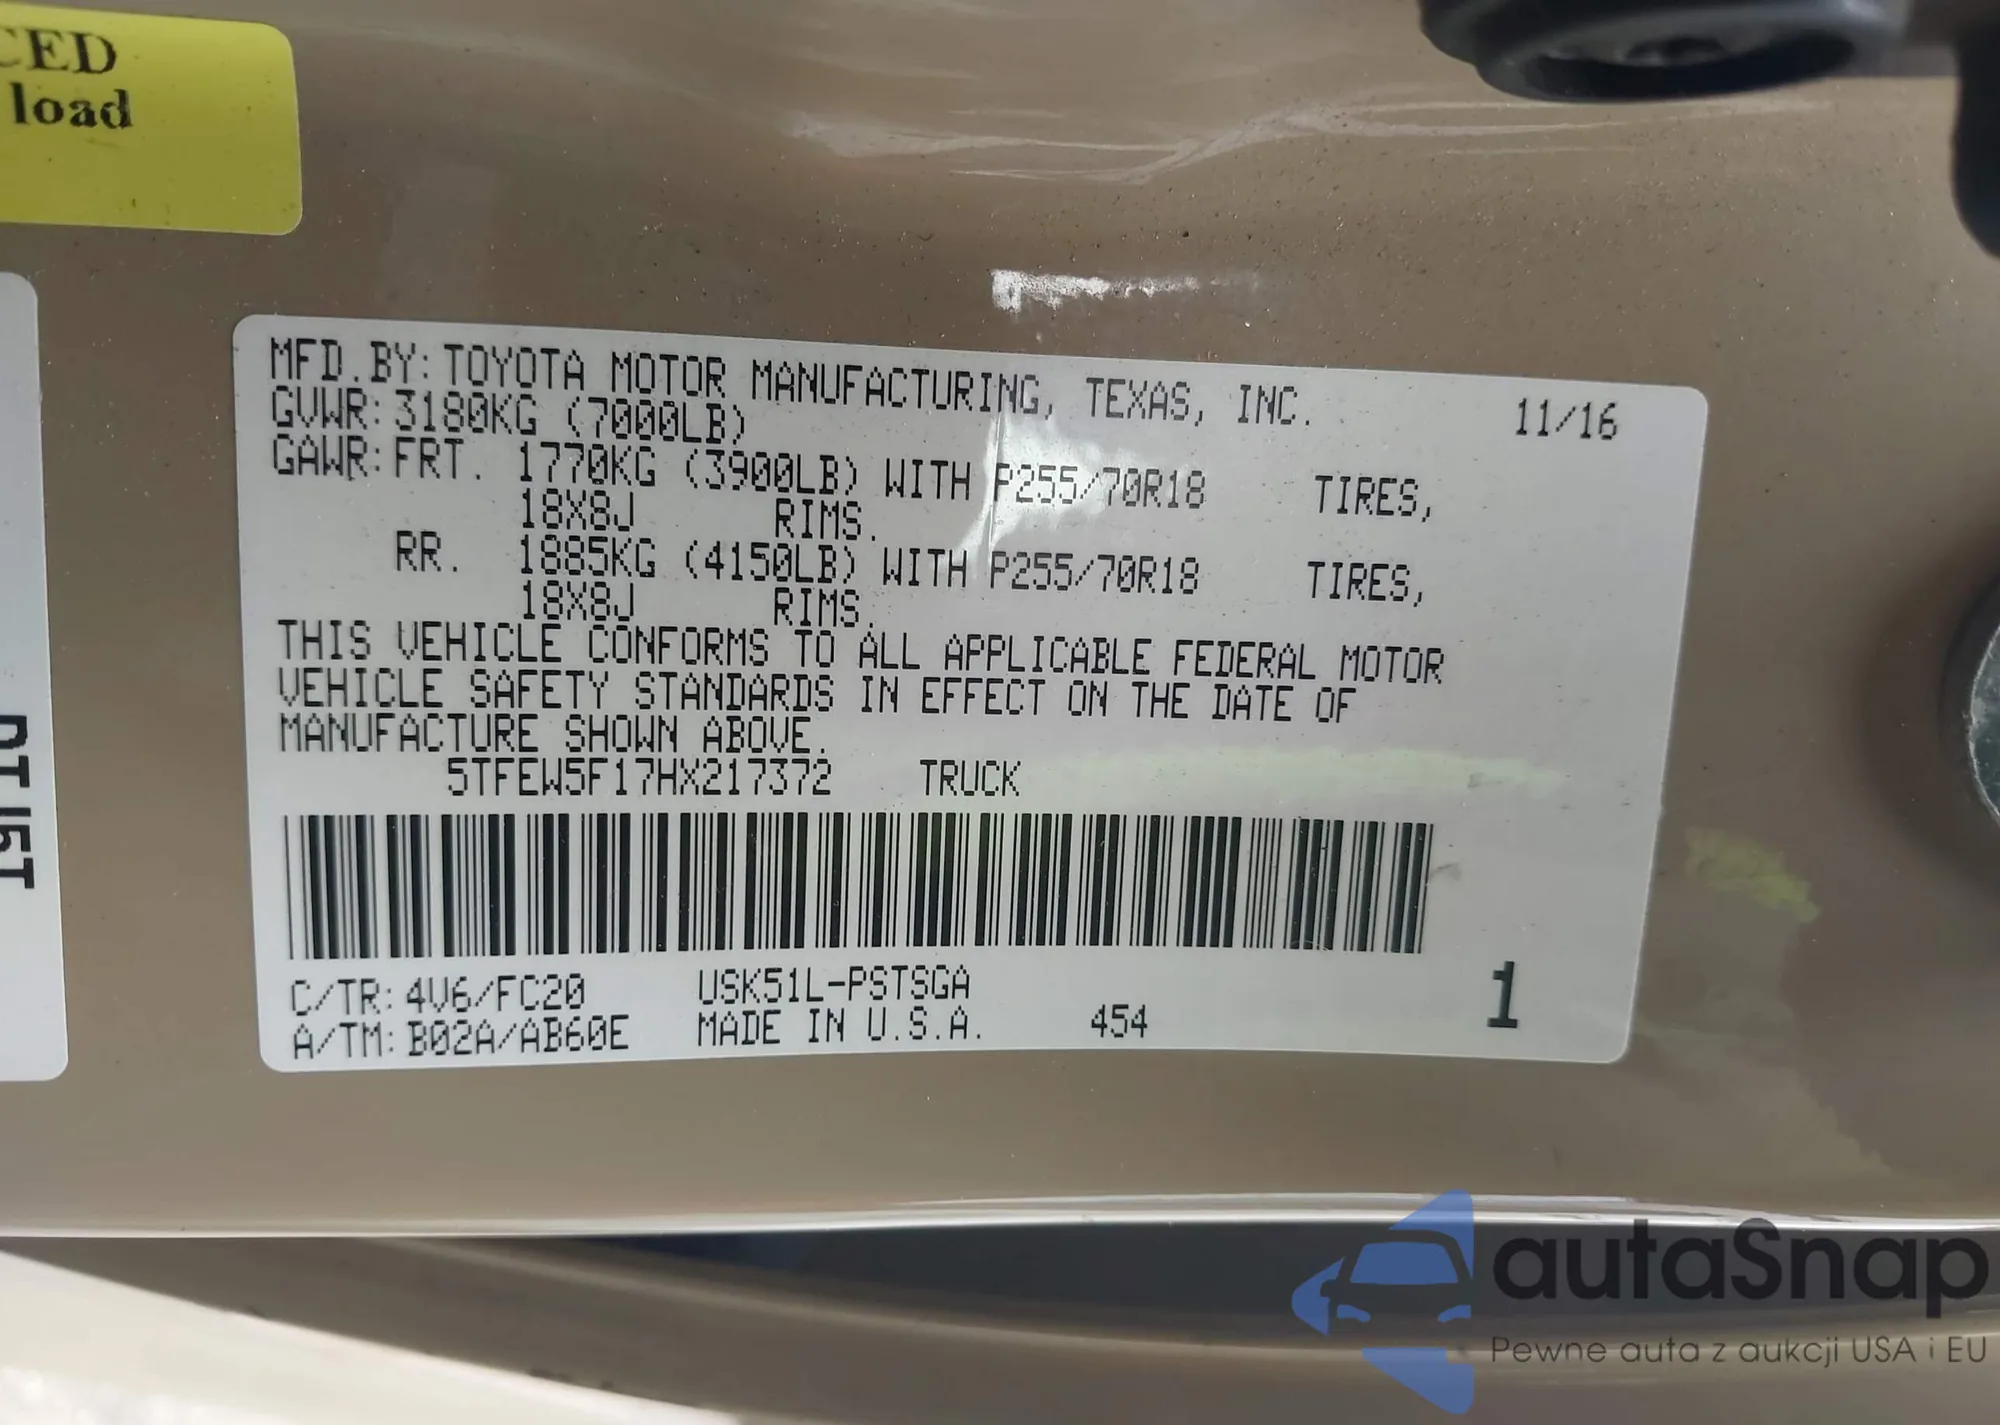 CED
load
MFD.BY: TOYOTA MOTOR MANUFACTURING, TEXAS, INC. 11/16
GVWR: 3180KG (7000LB)
GAWR: FRT. 1770KG (3900LB) WITH P255/70R18 TIRES,
18X8J RIMS.
RR. 1885KG (4150LB) WITH P255/70R18 TIRES,
18X8J RIMS.
THIS VEHICLE CONFORMS TO ALL APPLICABLE FEDERAL MOTOR
VEHICLE SAFETY STANDARDS IN EFFECT ON THE DATE OF
MANUFACTURE SHOWN ABOVE.
5TFEW5F17HX217372 TRUCK
C/TR: 4V6/FC20 USK51L-PSTSGA
A/TM: B02A/AB60E MADE IN U.S.A. 454 1
autaSnap
Pewne auta z aukcji USA i EU